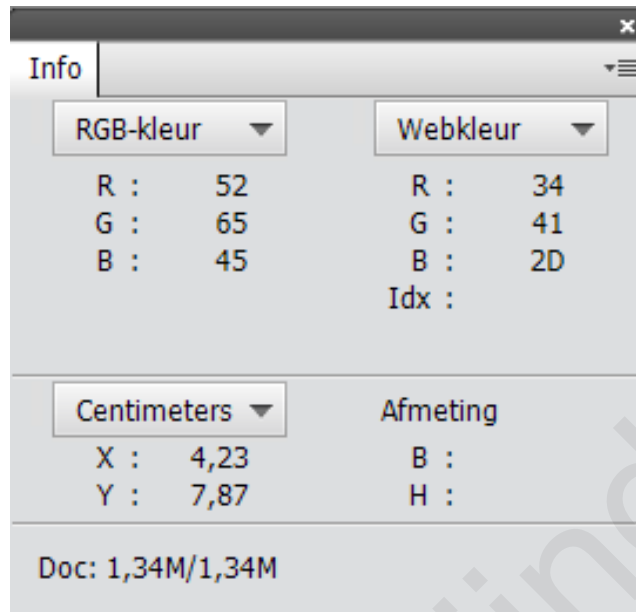 Info
RGB-kleur Webkleur
R : 52 R : 34
G : 65 G : 41
B : 45 B : 2D
Idx :
Centimeters Afmeting
X : 4,23 B :
Y : 7,87 H :
Doc: 1,34M/1,34M